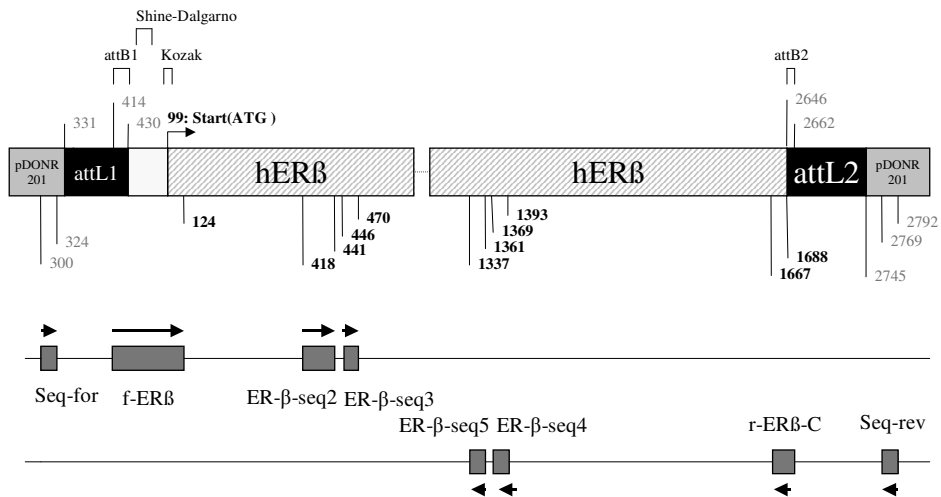 Shine-Dalgarno
attB1
Kozak
attB2
414
99: Start(ATG )
2646
331
430
2662
pDONR
201
attL1
hERß
hERß
attL2
pDONR
201
124
470
1393
2792
324
446
1369
2769
441
1361
1688
300
418
1337
1667
2745
Seq-for
f-ERß
ER-β-seq2
ER-β-seq3
ER-β-seq5
ER-β-seq4
r-ERß-C
Seq-rev